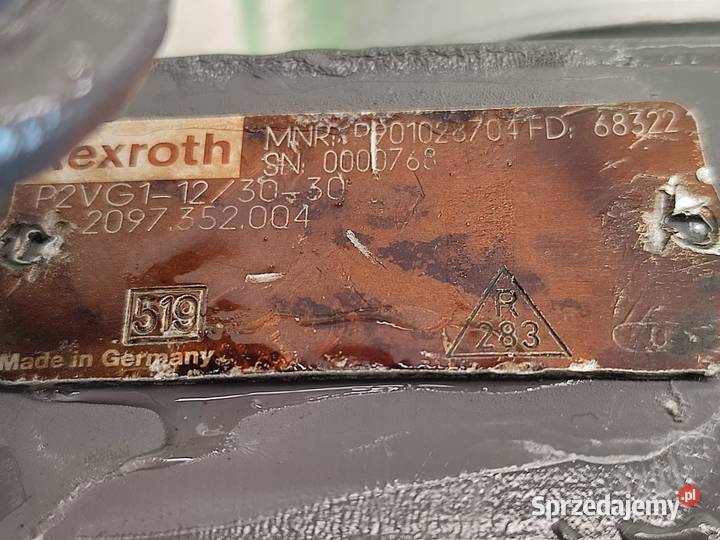 Rexroth
MNR: R901028704 FD: 68322
SN: 0000768
P2VG1-12/30-30
2097.352.004
519
R
283
Made in Germany
Sprzedajemy.pl